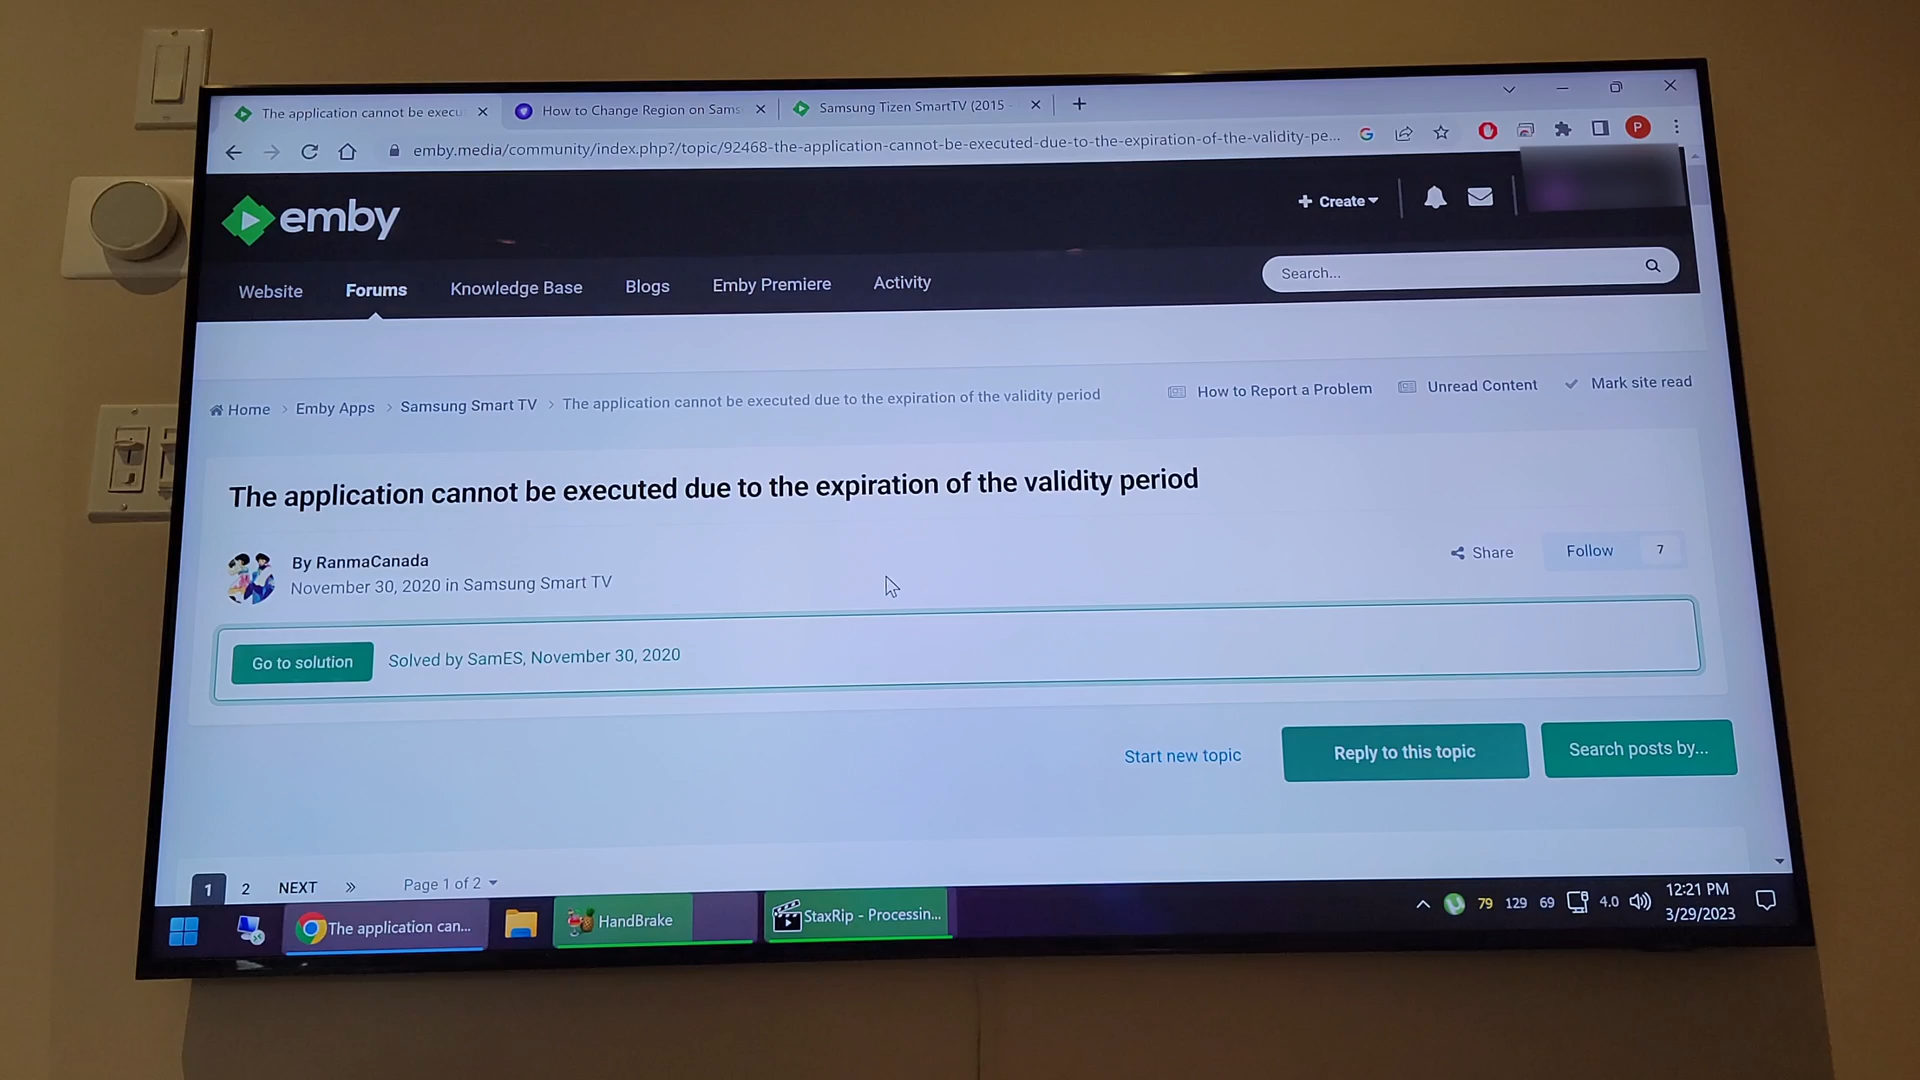 The application cannot be execu
How to Change Region on Sams
Samsung Tizen SmartTV (2015
emby.media/community/index.php?/topic/92468-the-application-cannot-be-executed-due-to-the-expiration-of-the-validity-pe...
P
emby
+ Create
Website
Forums
Knowledge Base
Blogs
Emby Premiere
Activity
Search...
Home > Emby Apps > Samsung Smart TV > The application cannot be executed due to the expiration of the validity period
How to Report a Problem
Unread Content
Mark site read
The application cannot be executed due to the expiration of the validity period
By RanmaCanada
November 30, 2020 in Samsung Smart TV
Share
Follow
7
Go to solution
Solved by SamES, November 30, 2020
Start new topic
Reply to this topic
Search posts by...
1
2
NEXT
»
Page 1 of 2
The application can...
HandBrake
StaxRip - Processin...
79
129
69
4.0
12:21 PM
3/29/2023